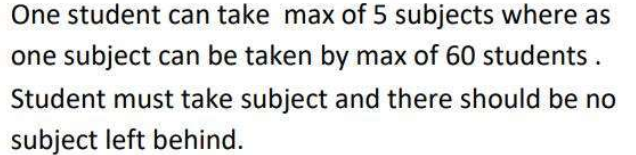 One student can take max of 5 subjects where as
one subject can be taken by max of 60 students .
Student must take subject and there should be no
subject left behind.